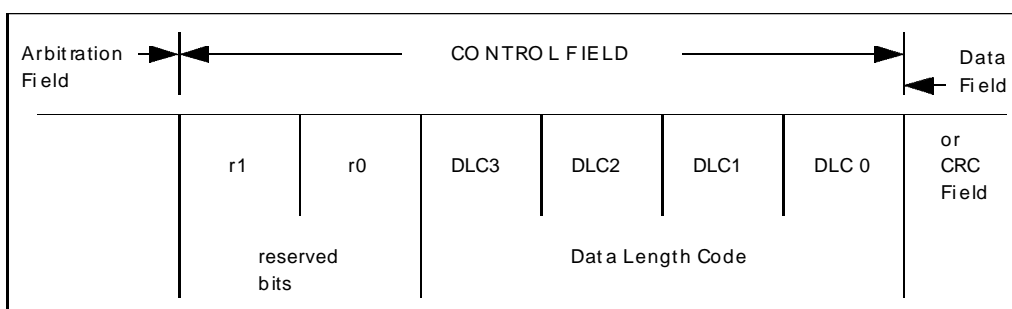 Arbitration
Field
CONTROL FIELD
Data
Field
r1 r0 DLC3 DLC2 DLC1 DLC 0
or
CRC
Field
reserved
bits
Data Length Code